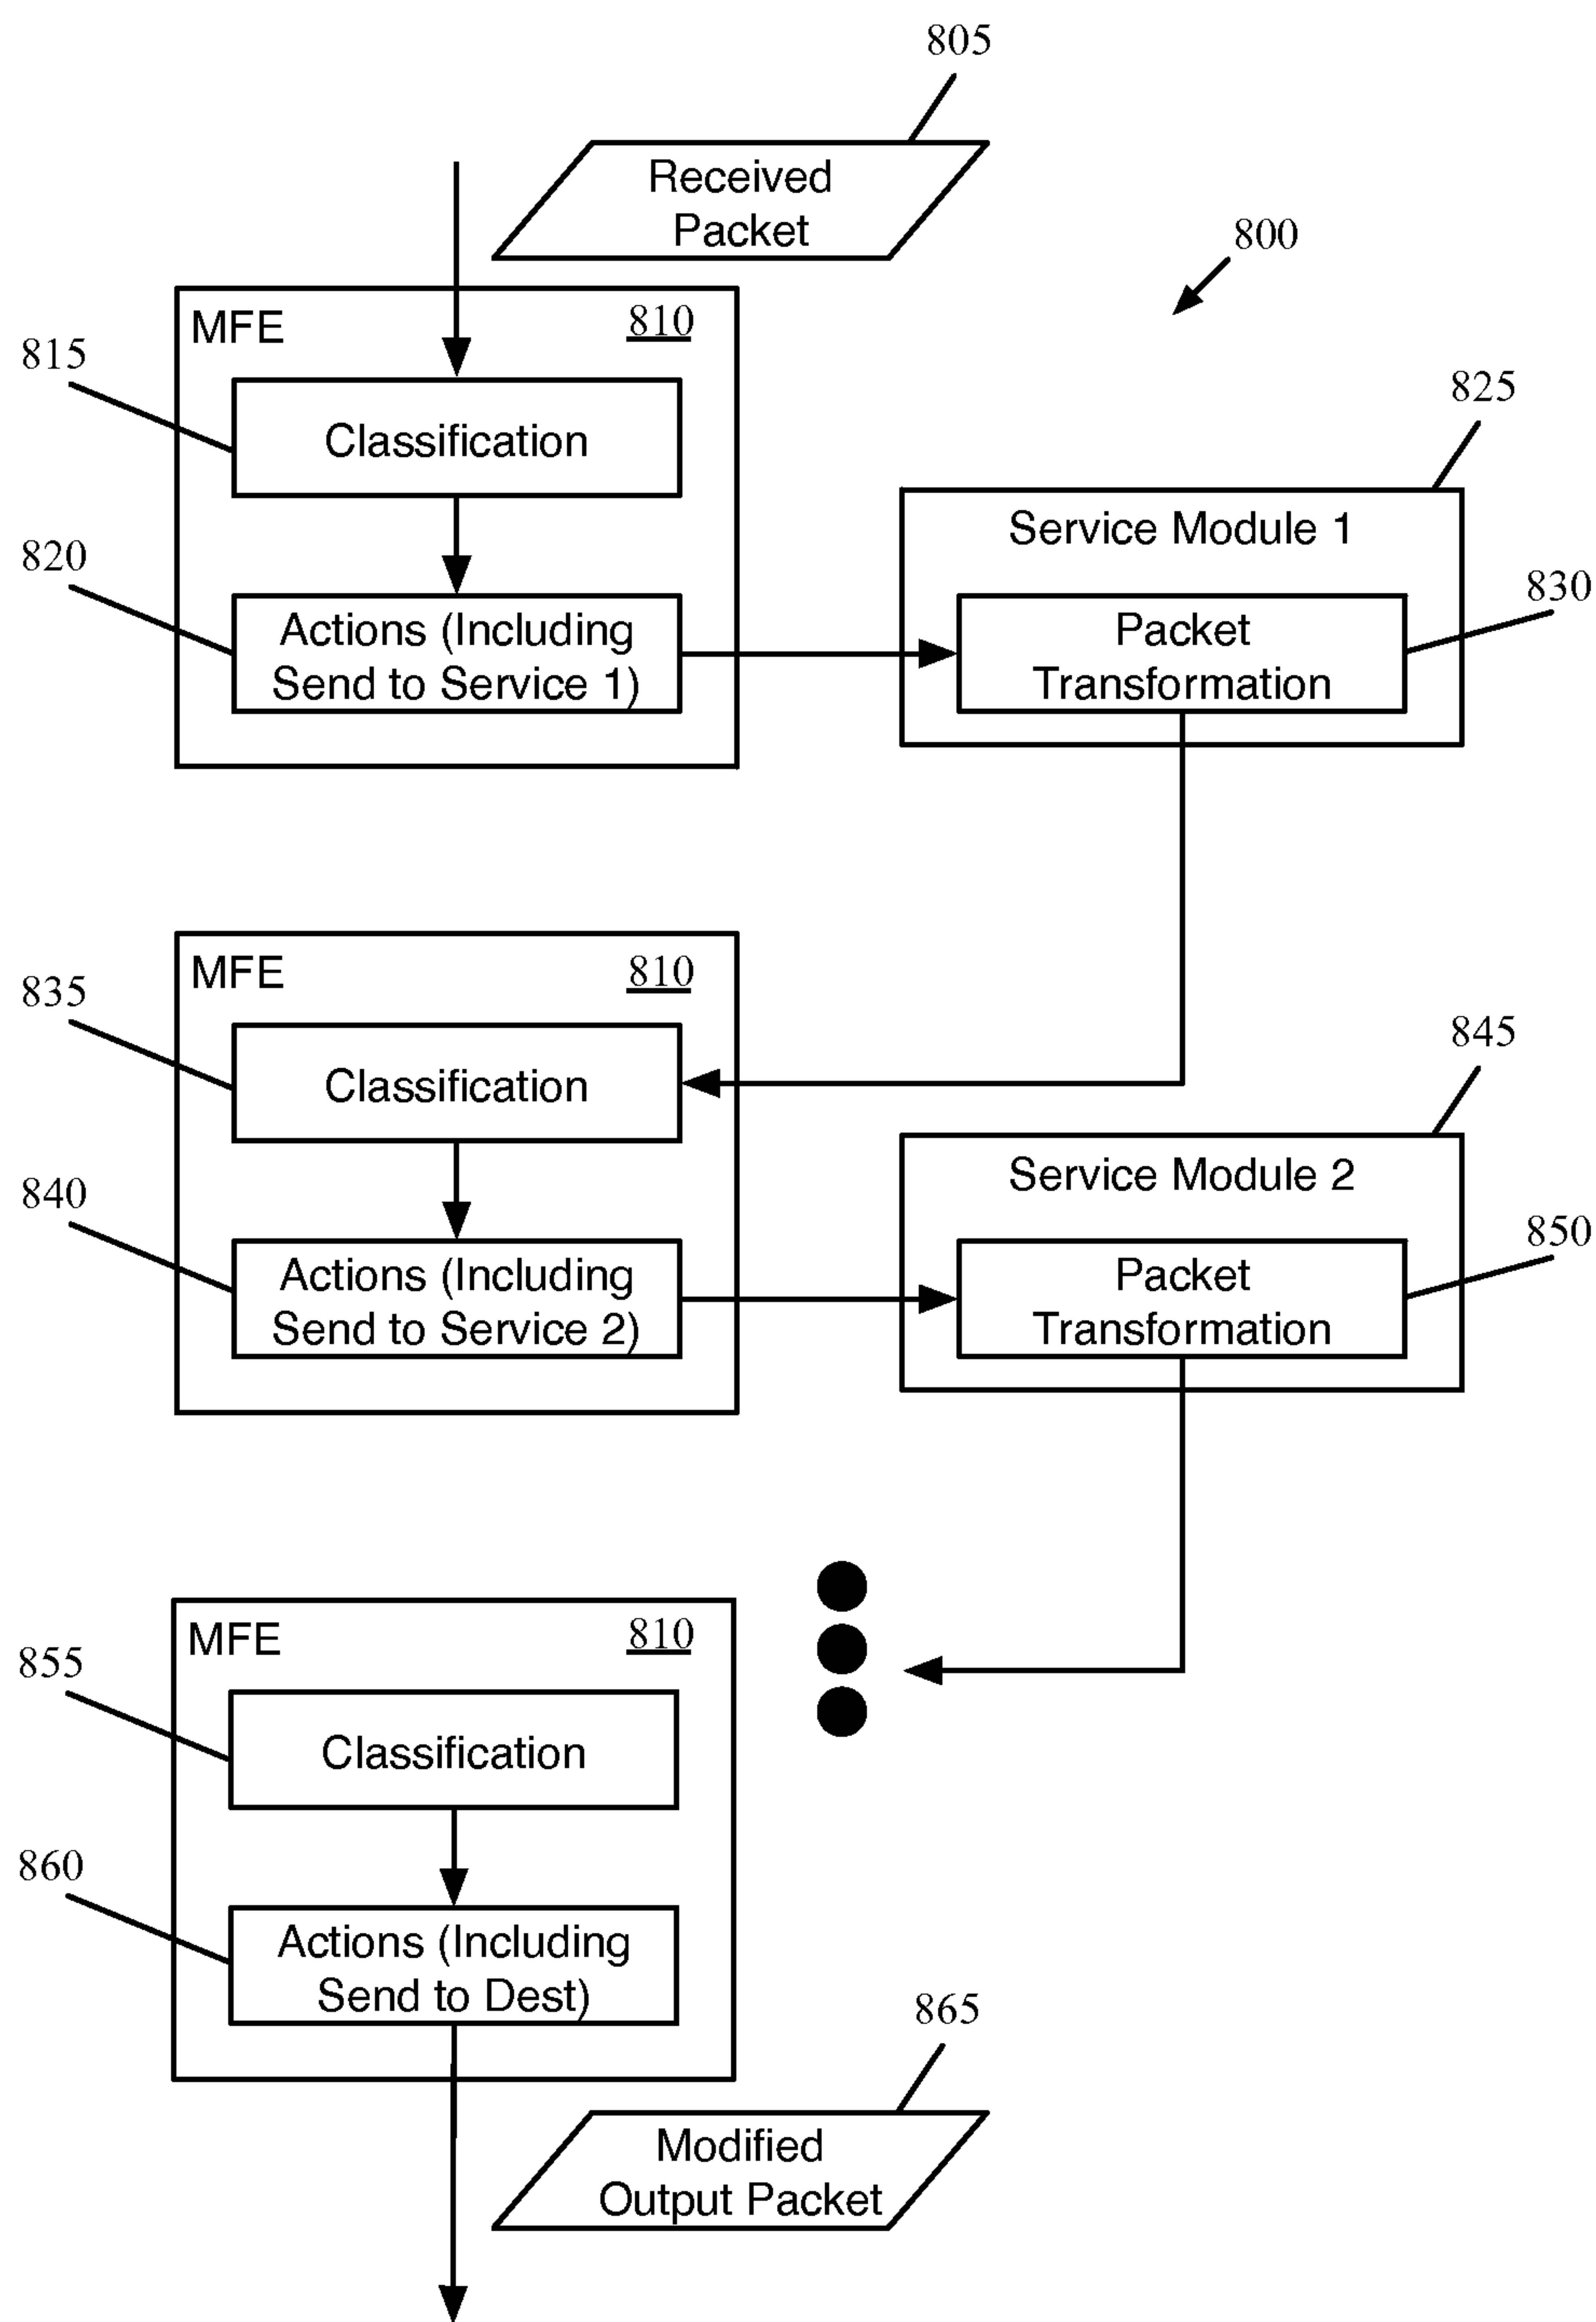 805
Received
Packet
800
MFE
810
815
Classification
825
Service Module 1
820
Actions (Including
Send to Service 1)
830
Packet
Transformation
MFE
810
835
Classification
845
Service Module 2
840
Actions (Including
Send to Service 2)
850
Packet
Transformation
MFE
810
855
Classification
860
Actions (Including
Send to Dest)
865
Modified
Output Packet